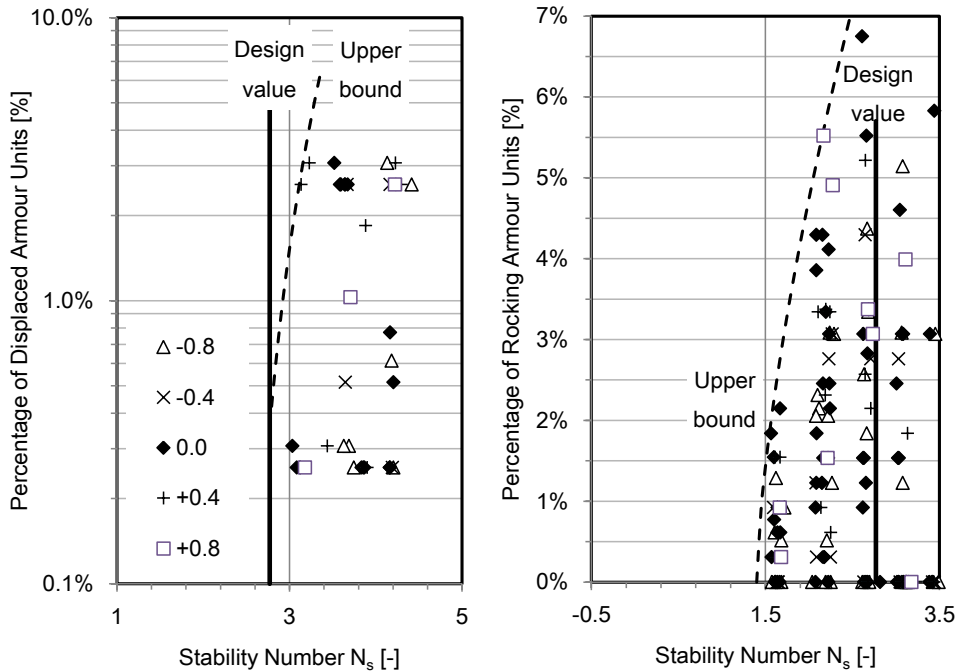 10.0%
1.0%
0.1%
Percentage of Displaced Armour Units [%]
Design
value
Upper
bound
-0.8
-0.4
0.0
+0.4
+0.8
1
3
5
Stability Number Ns [-]
7%
6%
5%
4%
3%
2%
1%
0%
Percentage of Rocking Armour Units [%]
Design
value
Upper
bound
-0.5
1.5
3.5
Stability Number Ns [-]